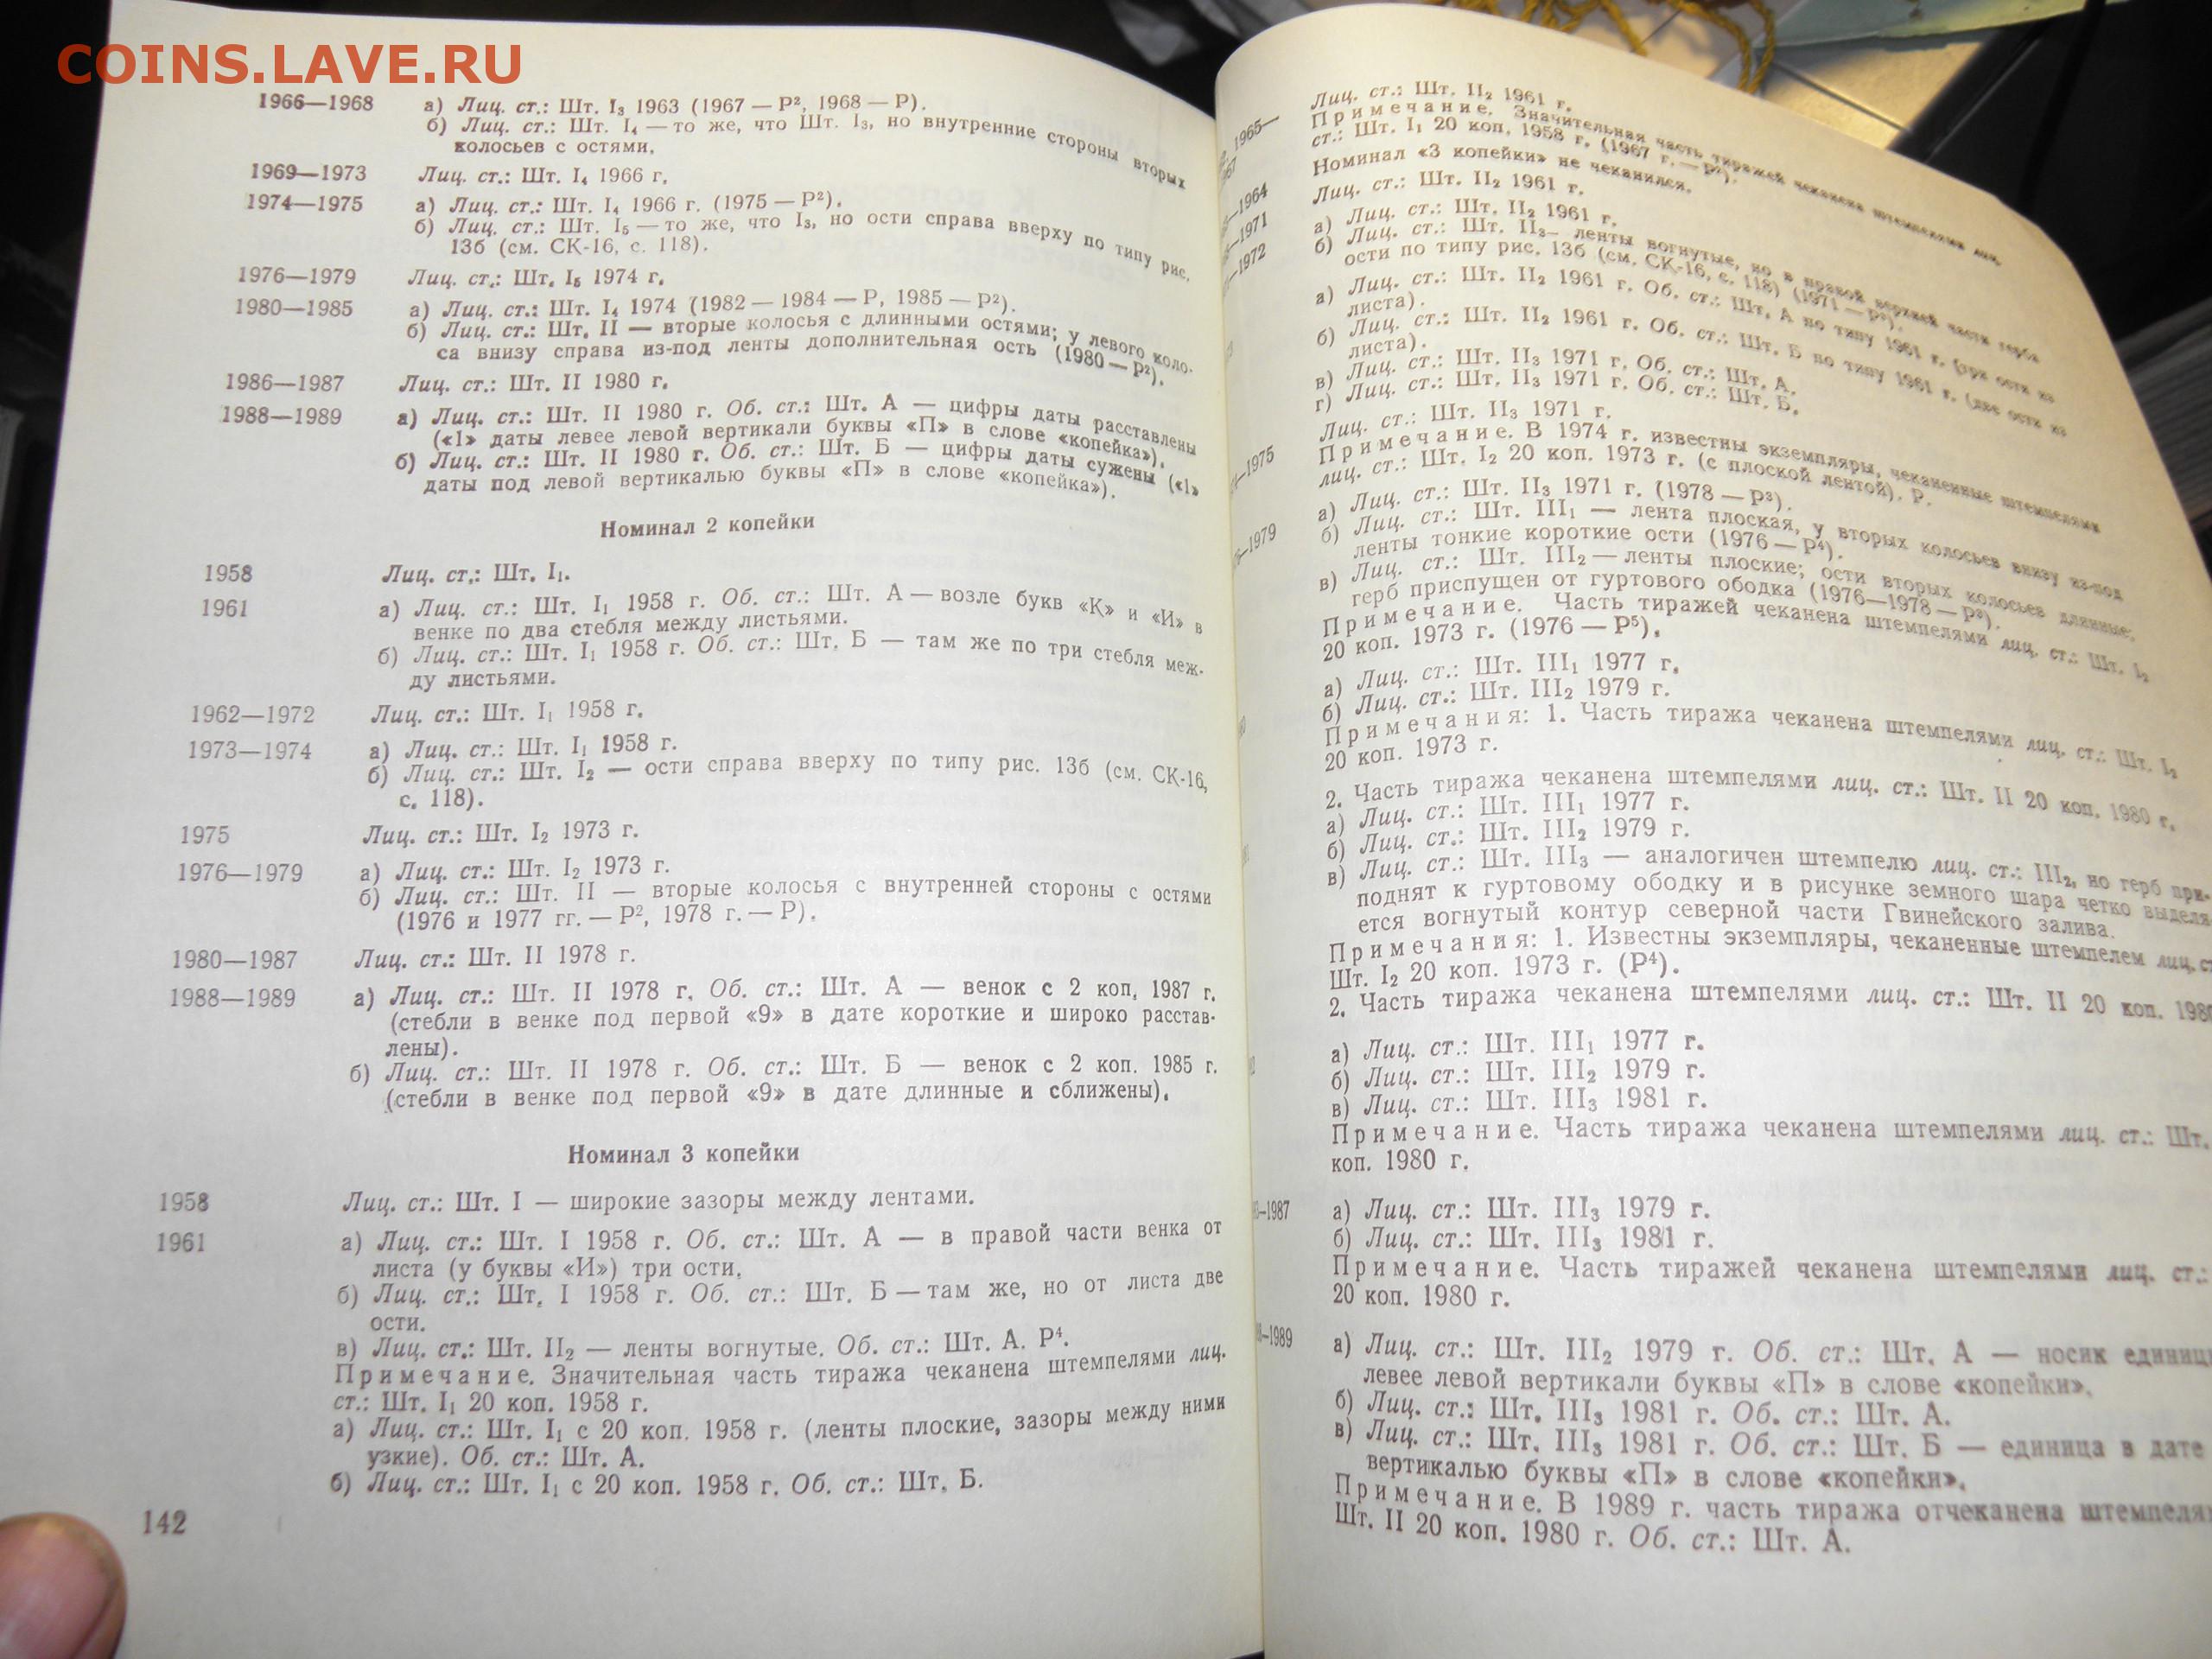 COINS.LAVE.RU
1966—1968 а) Лиц. ст.: Шт. I₃ 1963 (1967 — Р², 1968 — Р).
б) Лиц. ст.: Шт. I₄ — то же, что Шт. I₃, но внутренние стороны вторых
колосьев с остями.
1969—1973 Лиц. ст.: Шт. I₄ 1966 г.
1974—1975 а) Лиц. ст.: Шт. I₄ 1966 г. (1975 — Р²).
б) Лиц. ст.: Шт. I₅ — то же, что I₃, но ости справа вверху по типу рис.
13б (см. СК-16, с. 118).
1976—1979 Лиц. ст.: Шт. I₅ 1974 г.
1980—1985 а) Лиц. ст.: Шт. I₄ 1974 (1982 — 1984 — Р, 1985 — Р²).
б) Лиц. ст.: Шт. II — вторые колосья с длинными остями; у левого коло-
са внизу справа из-под ленты дополнительная ость (1980 — Р²).
1986—1987 Лиц. ст.: Шт. II 1980 г.
1988—1989 а) Лиц. ст.: Шт. II 1980 г. Об. ст.: Шт. А — цифры даты расставлены
(«1» даты левее левой вертикали буквы «П» в слове «копейка»).
б) Лиц. ст.: Шт. II 1980 г. Об. ст.: Шт. Б — цифры даты сужены («1»
даты под левой вертикалью буквы «П» в слове «копейка»).
Номинал 2 копейки
1958 Лиц. ст.: Шт. I₁.
1961 а) Лиц. ст.: Шт. I₁ 1958 г. Об. ст.: Шт. А — возле букв «К» и «И» в
венке по два стебля между листьями.
б) Лиц. ст.: Шт. I₁ 1958 г. Об. ст.: Шт. Б — там же по три стебля меж-
ду листьями.
1962—1972 Лиц. ст.: Шт. I₁ 1958 г.
1973—1974 а) Лиц. ст.: Шт. I₁ 1958 г.
б) Лиц. ст.: Шт. I₂ — ости справа вверху по типу рис. 13б (см. СК-16,
с. 118).
1975 Лиц. ст.: Шт. I₂ 1973 г.
1976—1979 а) Лиц. ст.: Шт. I₂ 1973 г.
б) Лиц. ст.: Шт. II — вторые колосья с внутренней стороны с остями
(1976 и 1977 гг. — Р², 1978 г. — Р).
1980—1987 Лиц. ст.: Шт. II 1978 г.
1988—1989 а) Лиц. ст.: Шт. II 1978 г. Об. ст.: Шт. А — венок с 2 коп. 1987 г.
(стебли в венке под первой «9» в дате короткие и широко расстав-
лены).
б) Лиц. ст.: Шт. II 1978 г. Об. ст.: Шт. Б — венок с 2 коп. 1985 г.
(стебли в венке под первой «9» в дате длинные и сближены).
Номинал 3 копейки
1958 Лиц. ст.: Шт. I — широкие зазоры между лентами.
1961 а) Лиц. ст.: Шт. I 1958 г. Об. ст.: Шт. А — в правой части венка от
листа (у буквы «И») три ости.
б) Лиц. ст.: Шт. I 1958 г. Об. ст.: Шт. Б — там же, но от листа две
ости.
в) Лиц. ст.: Шт. II₂ — ленты вогнутые. Об. ст.: Шт. А. Р⁴.
Примечание. Значительная часть тиража чеканена штемпелями лиц.
ст.: Шт. I₁ 20 коп. 1958 г.
а) Лиц. ст.: Шт. I₁ с 20 коп. 1958 г. (ленты плоские, зазоры между ними
узкие). Об. ст.: Шт. А.
б) Лиц. ст.: Шт. I₁ с 20 коп. 1958 г. Об. ст.: Шт. Б.
142
Лиц. ст.: Шт. II₂ 1961 г.
1965— Примечание. Значительная часть тиражей чеканена штемпелями лиц.
ст.: Шт. I₁ 20 коп. 1958 г. (1967 г. — Р²).
Номинал «3 копейки» не чеканился.
—1964 Лиц. ст.: Шт. II₂ 1961 г.
—1971 а) Лиц. ст.: Шт. II₂ 1961 г.
б) Лиц. ст.: Шт. II₃— ленты вогнутые, но в правой верхней части герба
ости по типу рис. 13б (см. СК-16, с. 118) (1971 — Р²).
—1972 а) Лиц. ст.: Шт. II₂ 1961 г. Об. ст.: Шт. А по типу 1961 г. (три ости из
листа).
б) Лиц. ст.: Шт. II₂ 1961 г. Об. ст.: Шт. Б по типу 1961 г. (две ости из
листа).
в) Лиц. ст.: Шт. II₃ 1971 г. Об. ст.: Шт. А.
г) Лиц. ст.: Шт. II₃ 1971 г. Об. ст.: Шт. Б.
—1975 Лиц. ст.: Шт. II₃ 1971 г.
Примечание. В 1974 г. известны экземпляры, чеканенные штемпелями
лиц. ст.: Шт. I₂ 20 коп. 1973 г. (с плоской лентой). Р.
—1979 а) Лиц. ст.: Шт. II₃ 1971 г. (1978 — Р³).
б) Лиц. ст.: Шт. III₁ — лента плоская, у вторых колосьев внизу из-под
ленты тонкие короткие ости (1976 — Р⁴).
в) Лиц. ст.: Шт. III₂ — ленты плоские; ости вторых колосьев длинные;
герб приспущен от гуртового ободка (1976—1978 — Р³).
Примечание. Часть тиражей чеканена штемпелями лиц. ст.: Шт. I₂
20 коп. 1973 г. (1976 — Р⁵).
а) Лиц. ст.: Шт. III₁ 1977 г.
б) Лиц. ст.: Шт. III₂ 1979 г.
Примечания: 1. Часть тиража чеканена штемпелями лиц. ст.: Шт. I₂
20 коп. 1973 г.
2. Часть тиража чеканена штемпелями лиц. ст.: Шт. II 20 коп. 1980 г.
а) Лиц. ст.: Шт. III₁ 1977 г.
б) Лиц. ст.: Шт. III₂ 1979 г.
в) Лиц. ст.: Шт. III₃ — аналогичен штемпелю лиц. ст.: III₂, но герб при-
поднят к гуртовому ободку и в рисунке земного шара четко выделя-
ется вогнутый контур северной части Гвинейского залива.
Примечания: 1. Известны экземпляры, чеканенные штемпелем лиц. ст
Шт. I₂ 20 коп. 1973 г. (Р⁴).
2. Часть тиража чеканена штемпелями лиц. ст.: Шт. II 20 коп. 1980
а) Лиц. ст.: Шт. III₁ 1977 г.
б) Лиц. ст.: Шт. III₂ 1979 г.
в) Лиц. ст.: Шт. III₃ 1981 г.
Примечание. Часть тиража чеканена штемпелями лиц. ст.: Шт.
коп. 1980 г.
—1987 а) Лиц. ст.: Шт. III₃ 1979 г.
б) Лиц. ст.: Шт. III₃ 1981 г.
Примечание. Часть тиражей чеканена штемпелями лиц. ст.:
20 коп. 1980 г.
—1989 а) Лиц. ст.: Шт. III₂ 1979 г. Об. ст.: Шт. А — носик единиц
левее левой вертикали буквы «П» в слове «копейки».
б) Лиц. ст.: Шт. III₃ 1981 г. Об. ст.: Шт. А.
в) Лиц. ст.: Шт. III₃ 1981 г. Об. ст.: Шт. Б — единица в дате
вертикалью буквы «П» в слове «копейки».
Примечание. В 1989 г. часть тиража отчеканена штемпеля
Шт. II 20 коп. 1980 г. Об. ст.: Шт. А.